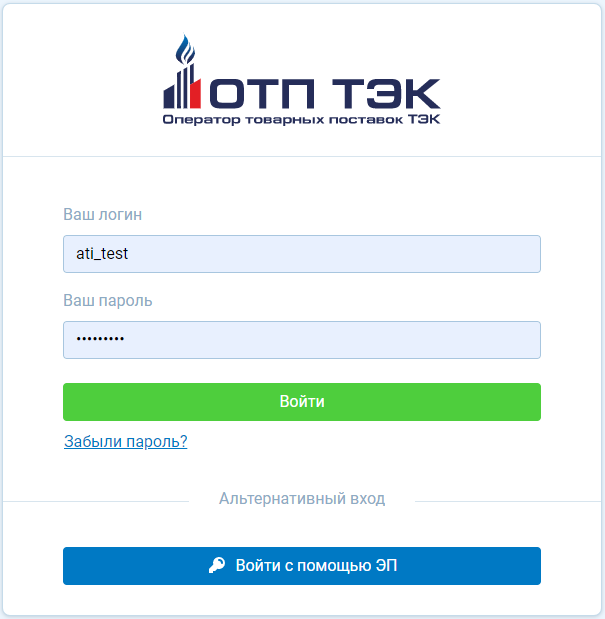 ОТП ТЭК
Оператор товарных поставок ТЭК
Ваш логин
ati_test
Ваш пароль
•••••••••
Войти
Забыли пароль?
Альтернативный вход
Войти с помощью ЭП